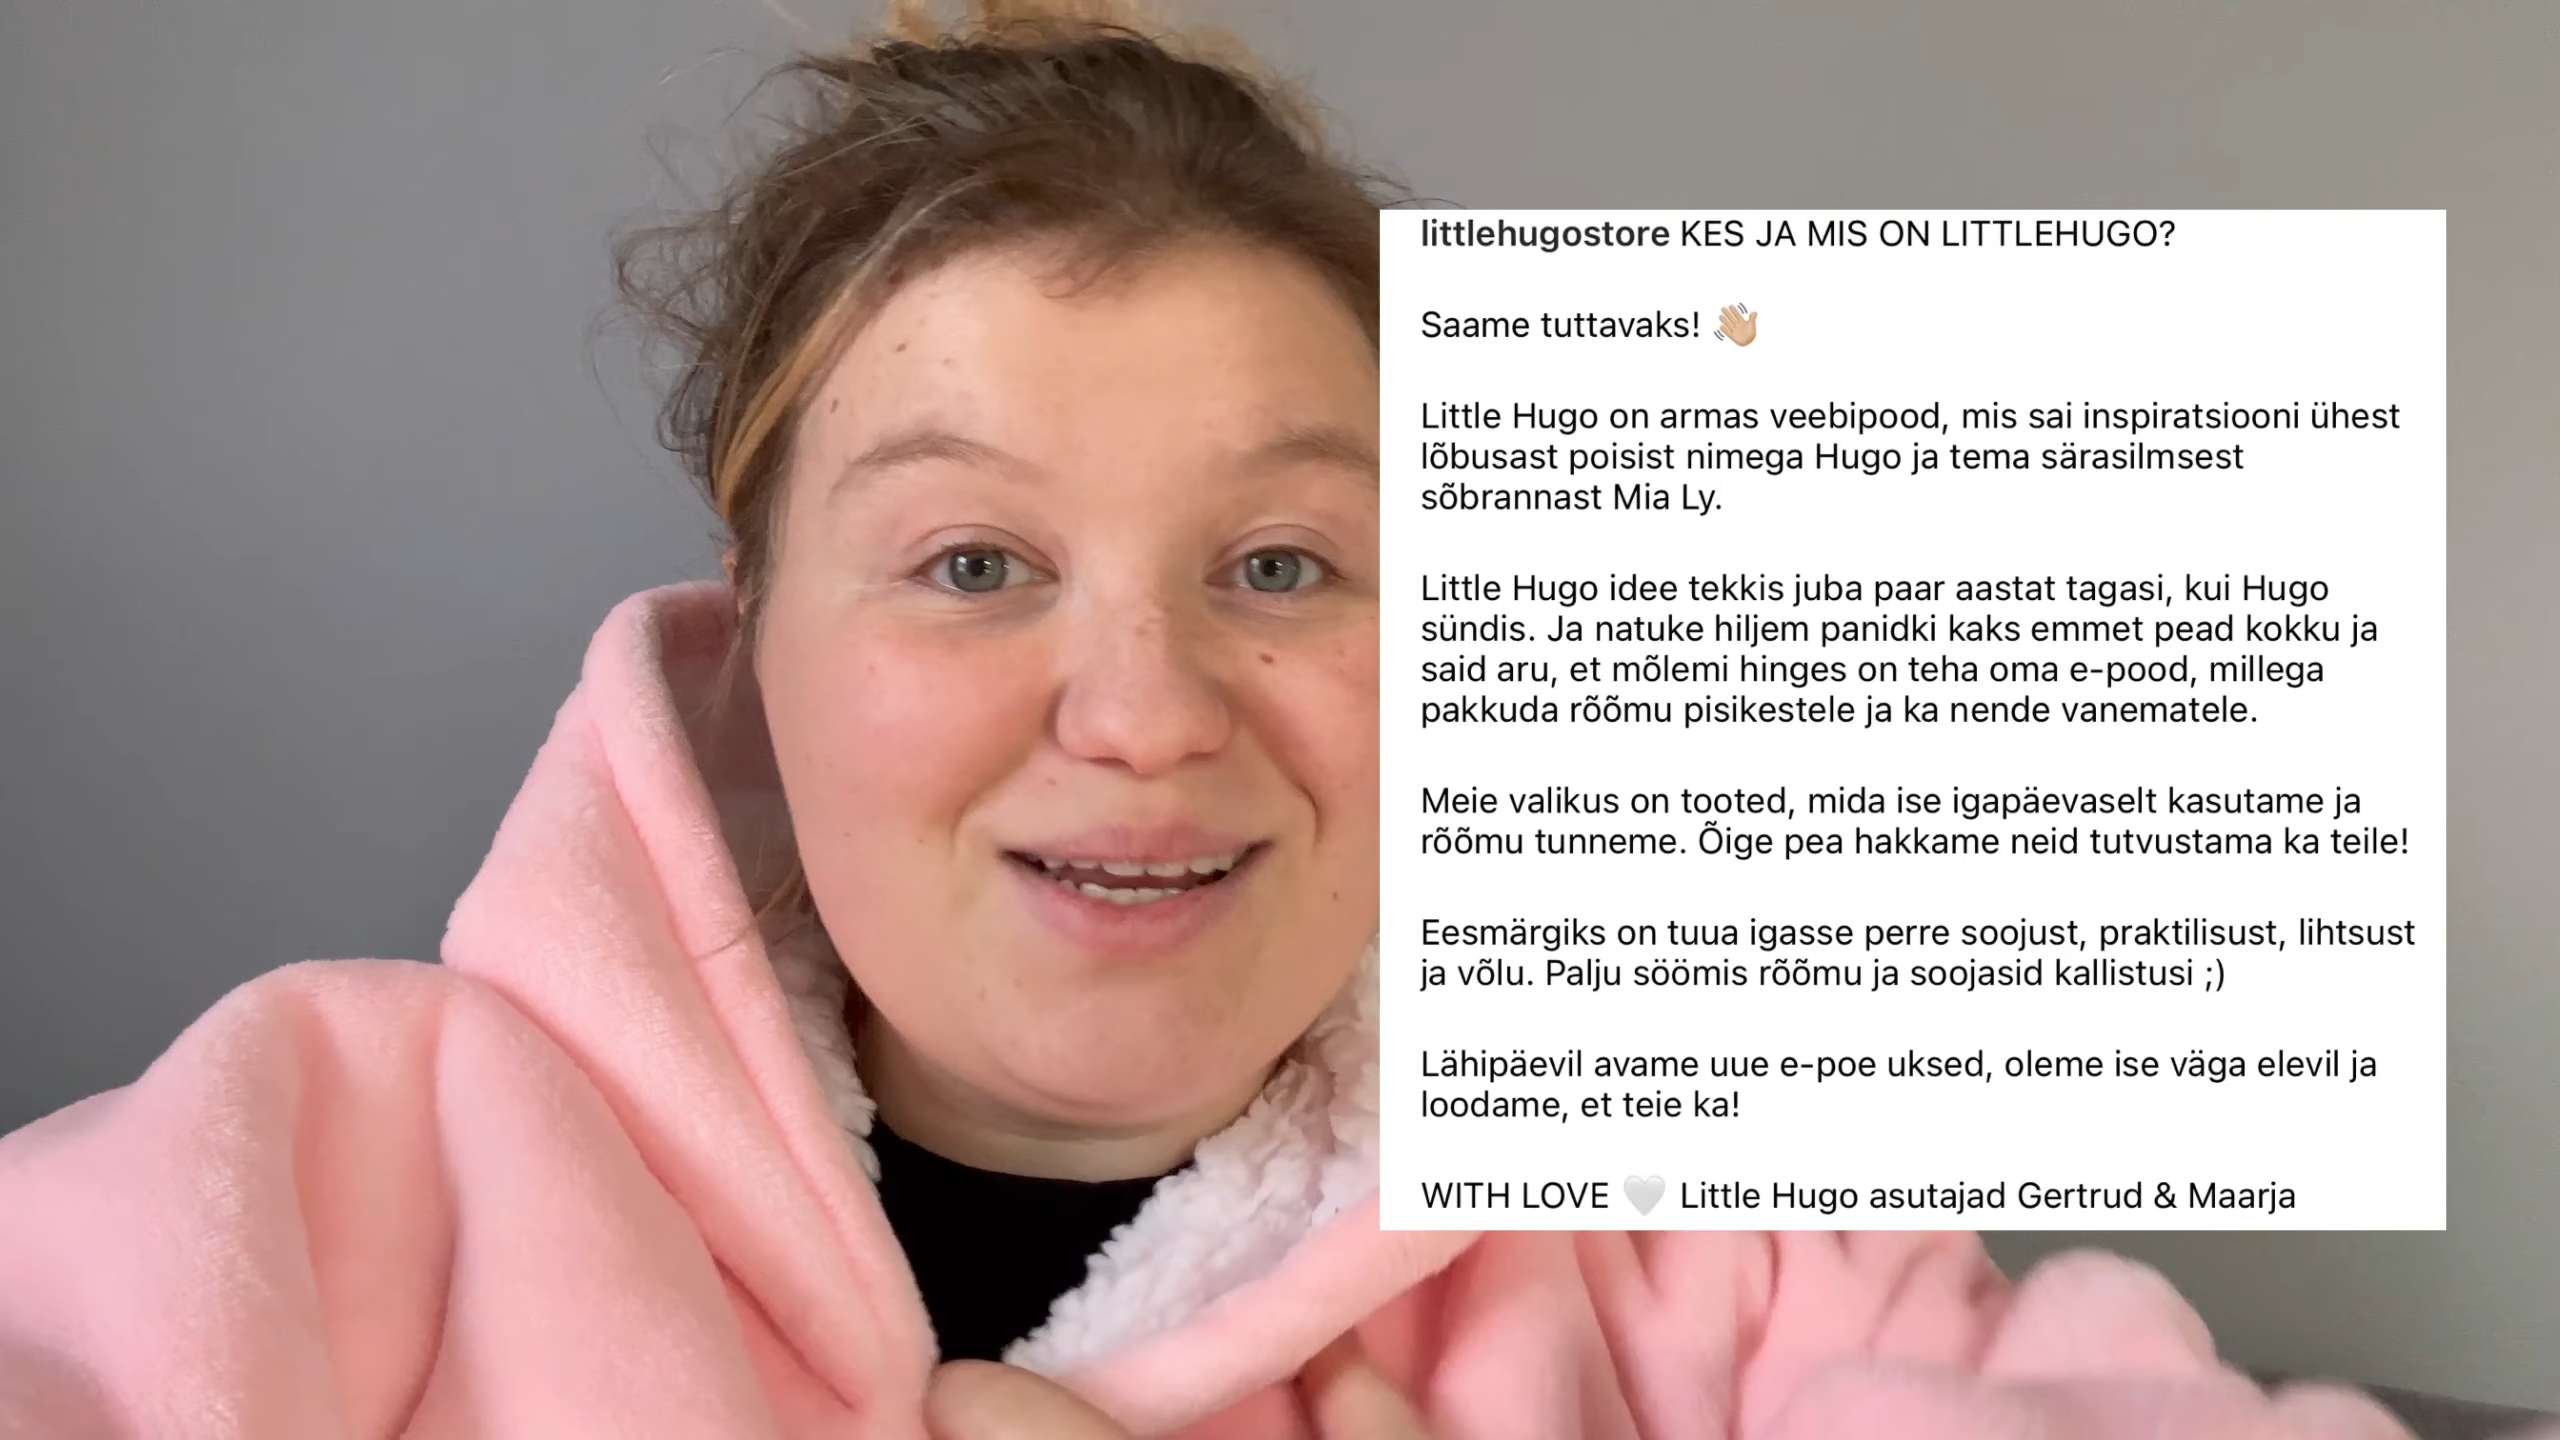 littlehugostore KES JA MIS ON LITTLEHUGO?
Saame tuttavaks! 👋🏼
Little Hugo on armas veebipood, mis sai inspiratsiooni ühest
lõbusast poisist nimega Hugo ja tema särasilmsest
sõbrannast Mia Ly.
Little Hugo idee tekkis juba paar aastat tagasi, kui Hugo
sündis. Ja natuke hiljem panidki kaks emmet pead kokku ja
said aru, et mõlemi hinges on teha oma e-pood, millega
pakkuda rõõmu pisikestele ja ka nende vanematele.
Meie valikus on tooted, mida ise igapäevaselt kasutame ja
rõõmu tunneme. Õige pea hakkame neid tutvustama ka teile!
Eesmärgiks on tuua igasse perre soojust, praktilisust, lihtsust
ja võlu. Palju söömis rõõmu ja soojasid kallistusi ;)
Lähipäevil avame uue e-poe uksed, oleme ise väga elevil ja
loodame, et teie ka!
WITH LOVE 🤍 Little Hugo asutajad Gertrud & Maarja